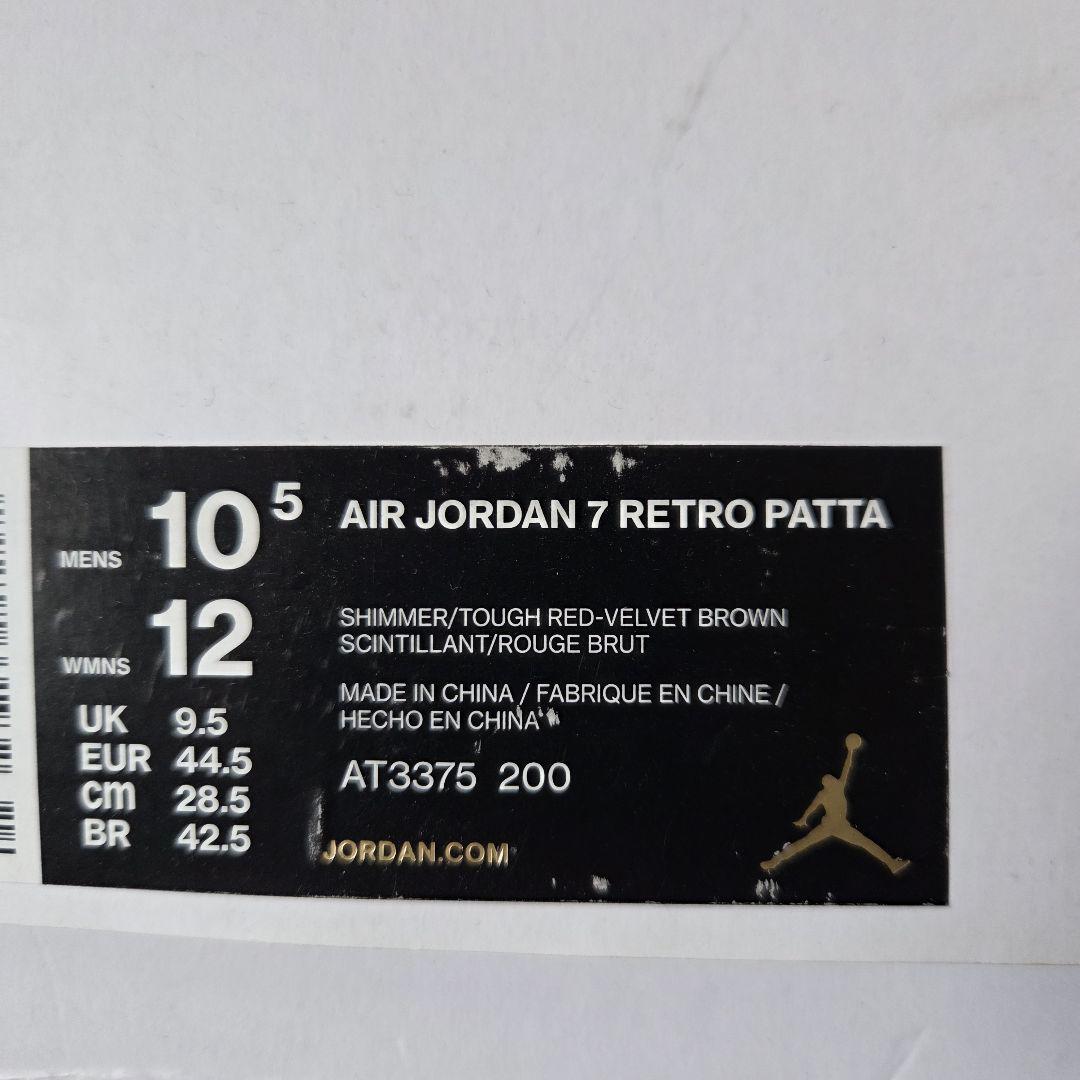 MENS 10 5
WMNS 12
UK 9.5
EUR 44.5
cm 28.5
BR 42.5
AIR JORDAN 7 RETRO PATTA
SHIMMER/TOUGH RED-VELVET BROWN
SCINTILLANT/ROUGE BRUT
MADE IN CHINA / FABRIQUE EN CHINE /
HECHO EN CHINA
AT3375 200
JORDAN.COM